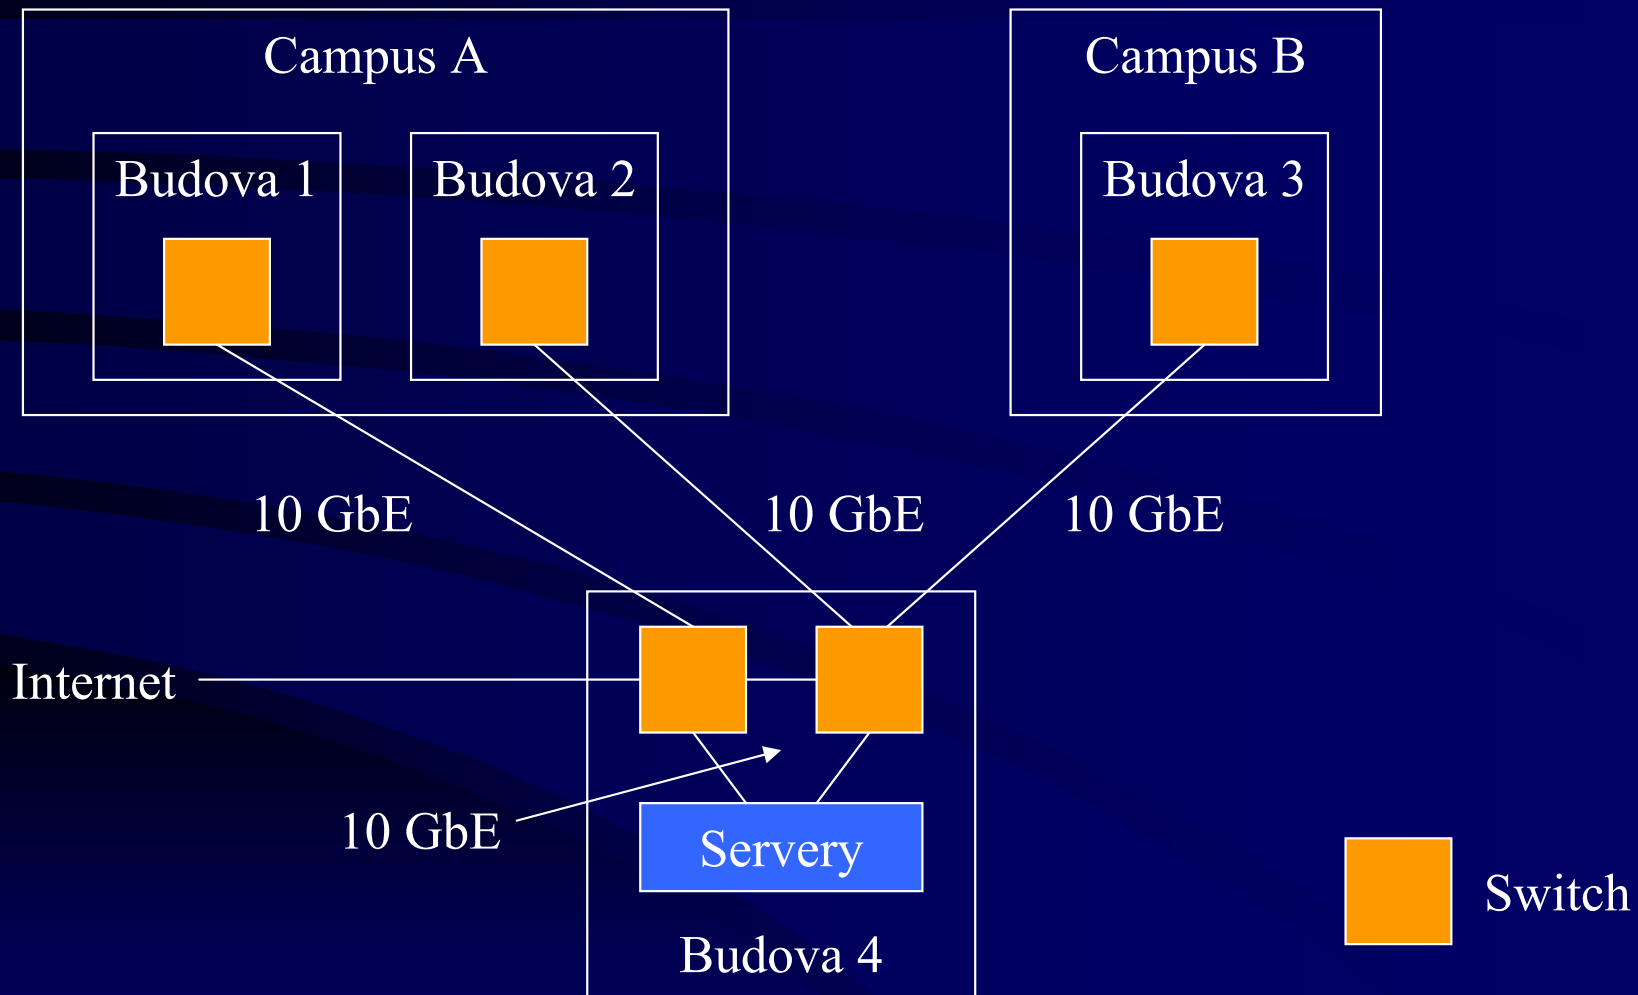 Campus A
Campus B
Budova 1
Budova 2
Budova 3
10 GbE
10 GbE
10 GbE
Internet
10 GbE
Servery
Switch
Budova 4